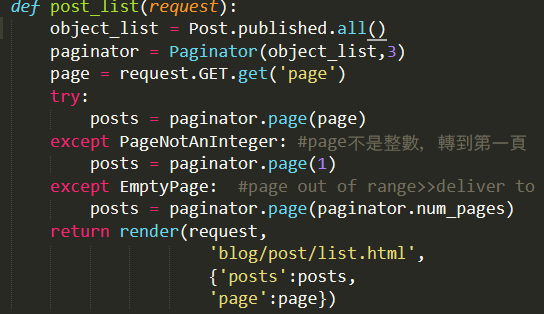 def post_list(request):
    object_list = Post.published.all()
    paginator = Paginator(object_list,3)
    page = request.GET.get('page')
    try:
        posts = paginator.page(page)
    except PageNotAnInteger: #page不是整數，轉到第一頁
        posts = paginator.page(1)
    except EmptyPage:  #page out of range>>deliver to
        posts = paginator.page(paginator.num_pages)
    return render(request,
                    'blog/post/list.html',
                    {'posts':posts,
                    'page':page})